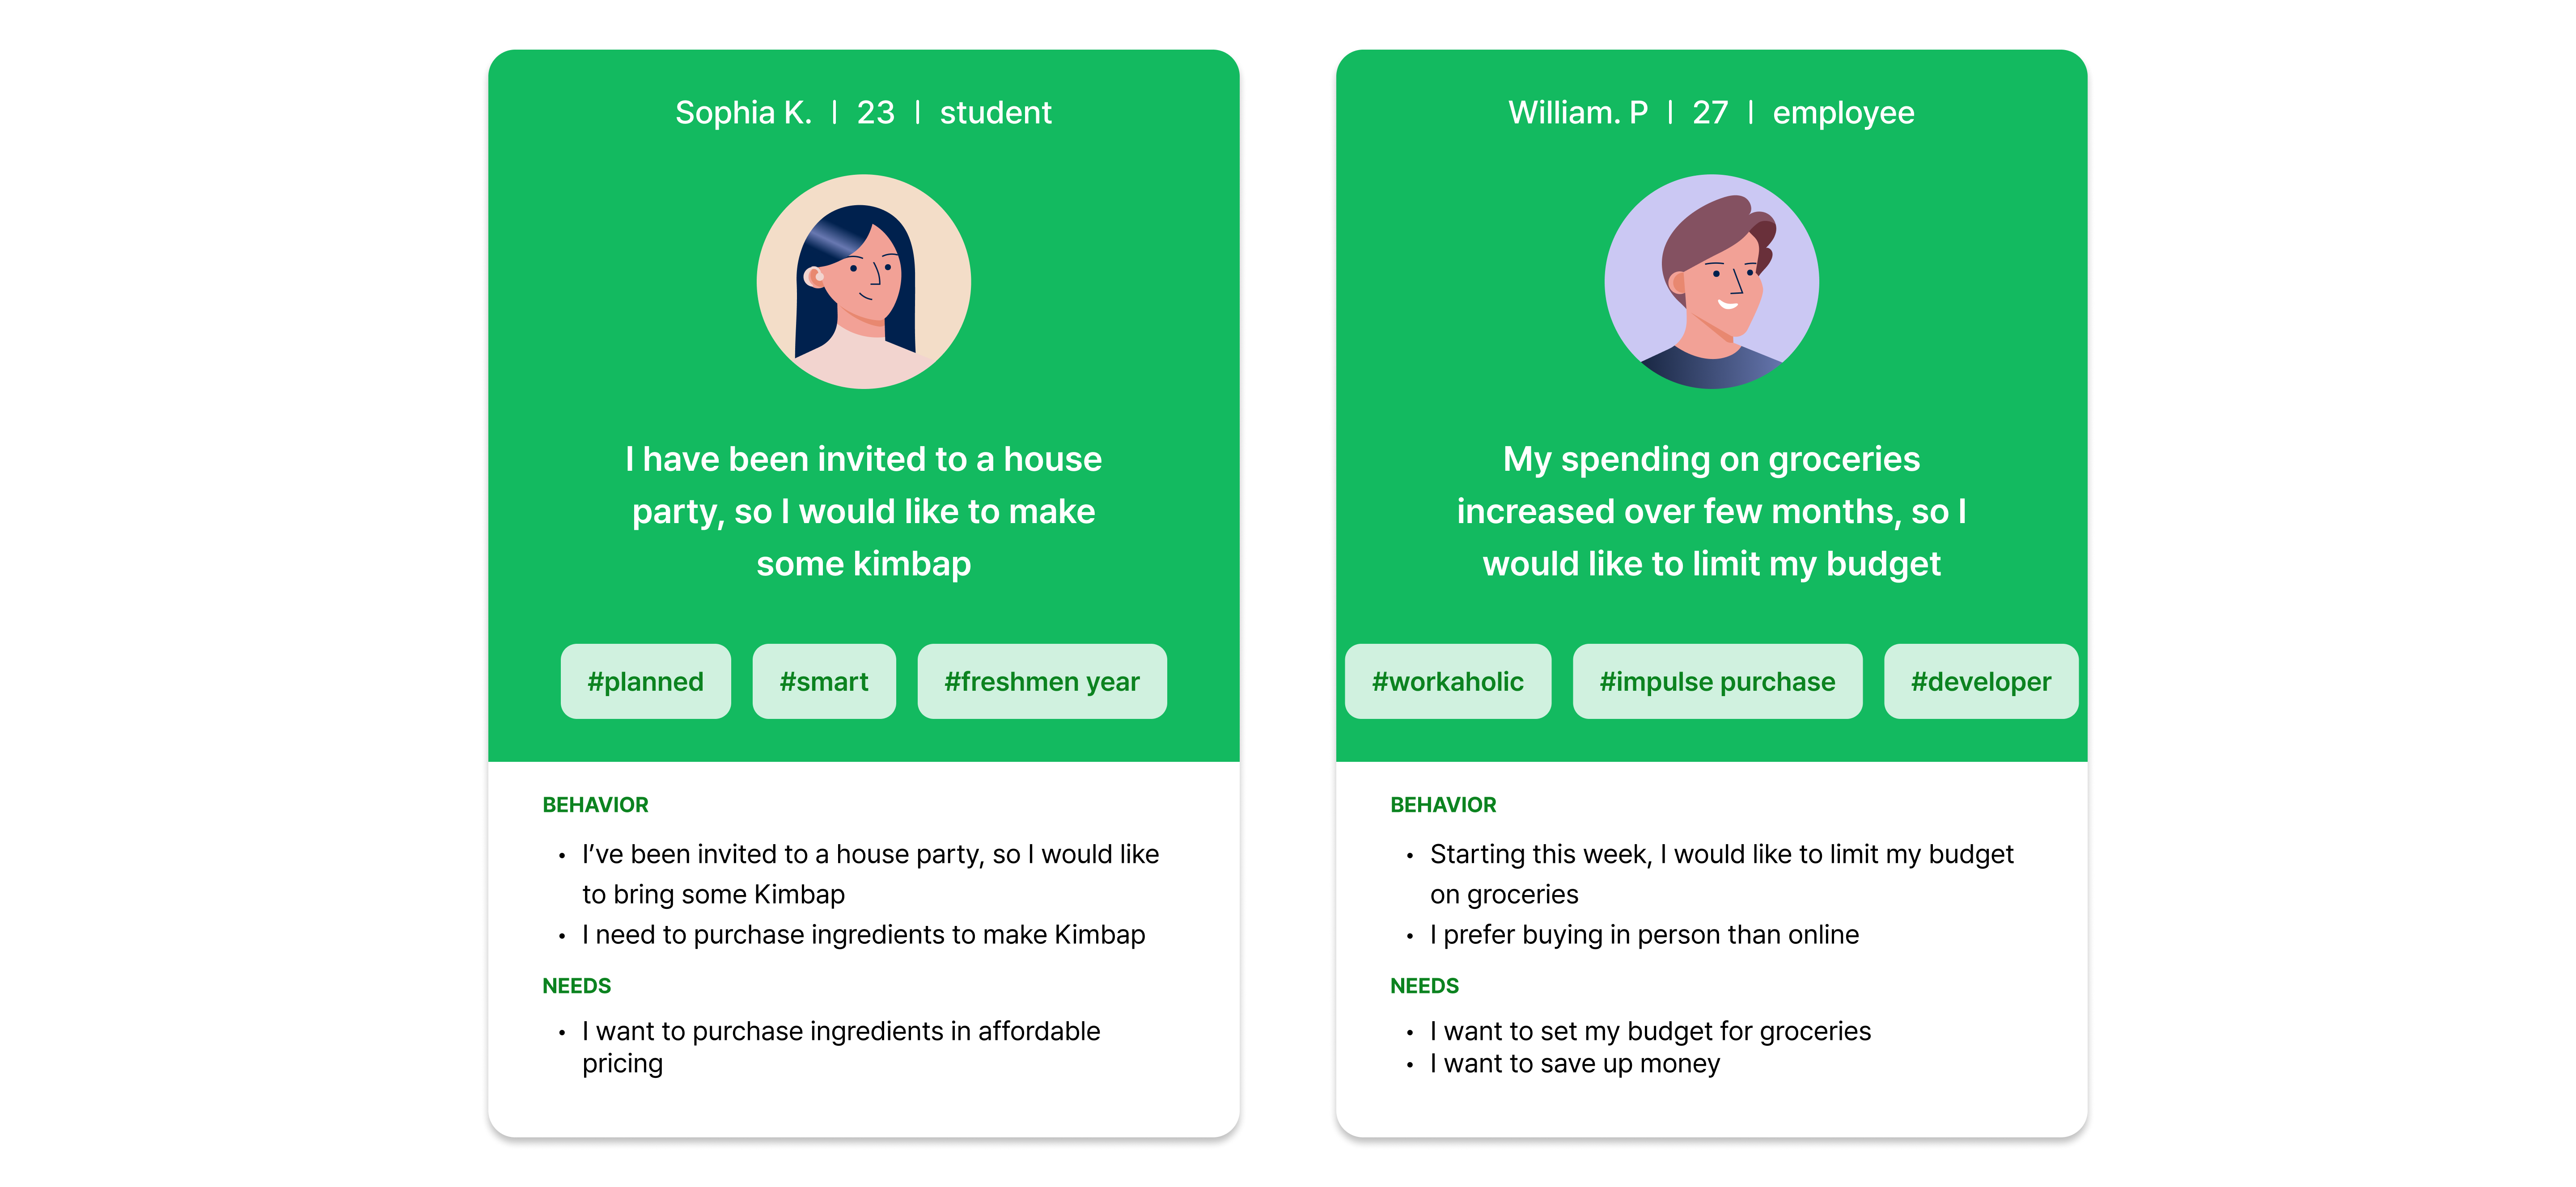 Sophia K. | 23 | student
I have been invited to a house
party, so I would like to make
some kimbap
#planned #smart #freshmen year
BEHAVIOR
• I’ve been invited to a house party, so I would like
to bring some Kimbap
• I need to purchase ingredients to make Kimbap
NEEDS
• I want to purchase ingredients in affordable
pricing
William. P | 27 | employee
My spending on groceries
increased over few months, so I
would like to limit my budget
#workaholic #impulse purchase #developer
BEHAVIOR
• Starting this week, I would like to limit my budget
on groceries
• I prefer buying in person than online
NEEDS
• I want to set my budget for groceries
• I want to save up money